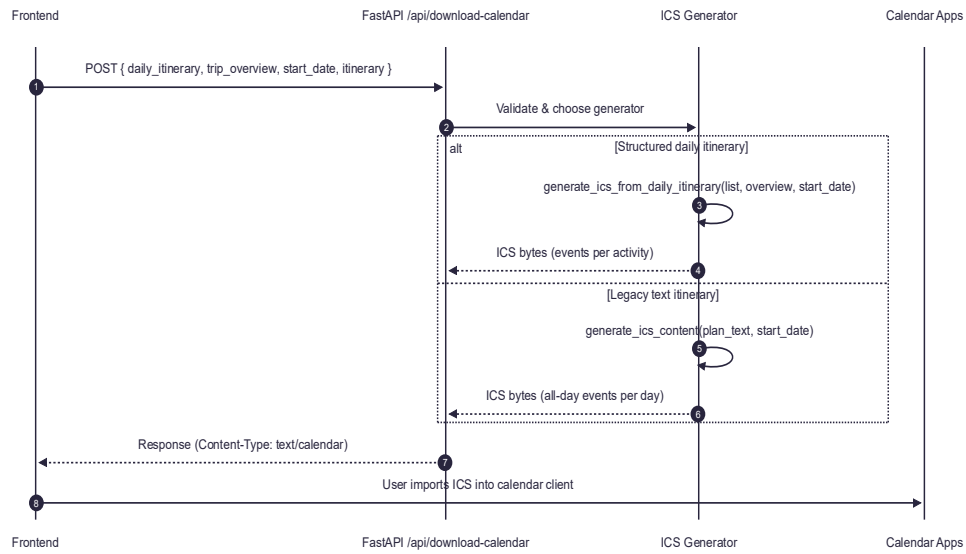 Frontend FastAPI /api/download-calendar ICS Generator Calendar Apps
POST { daily_itinerary, trip_overview, start_date, itinerary }
1
Validate & choose generator
2
alt [Structured daily itinerary]
generate_ics_from_daily_itinerary(list, overview, start_date)
3
ICS bytes (events per activity)
4
[Legacy text itinerary]
generate_ics_content(plan_text, start_date)
5
ICS bytes (all-day events per day)
6
Response (Content-Type: text/calendar)
7
User imports ICS into calendar client
8
Frontend FastAPI /api/download-calendar ICS Generator Calendar Apps